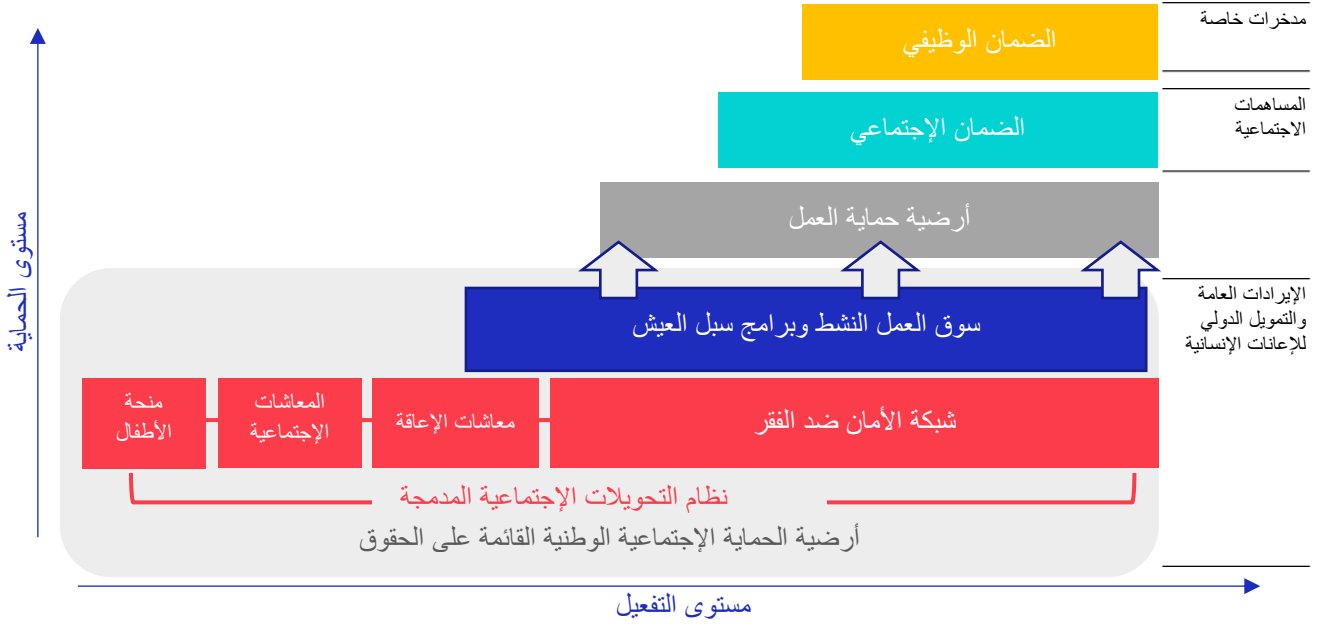 مدخرات خاصة
الضمان الوظيفي
المساهمات
الاجتماعية
الضمان الإجتماعي
أرضية حماية العمل
الإيرادات العامة
والتمويل الدولي
للإعانات الإنسانية
سوق العمل النشط وبرامج سبل العيش
شبكة الأمان ضد الفقر
معاشات الإعاقة
المعاشات
الإجتماعية
منحة
الأطفال
نظام التحويلات الإجتماعية المدمجة
أرضية الحماية الإجتماعية الوطنية القائمة على الحقوق
مستوى التفعيل
مستوى الحماية